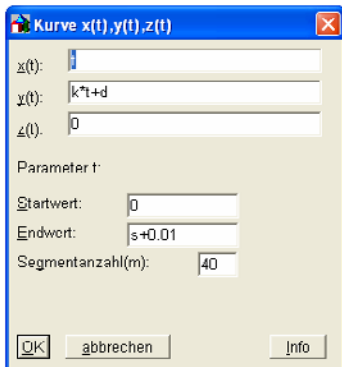 Kurve x(t),y(t),z(t)
x(t): t
y(t): k*t+d
z(t). 0
Parameter t:
Startwert: 0
Endwert: s+0.01
Segmentanzahl(m): 40
OK abbrechen Info